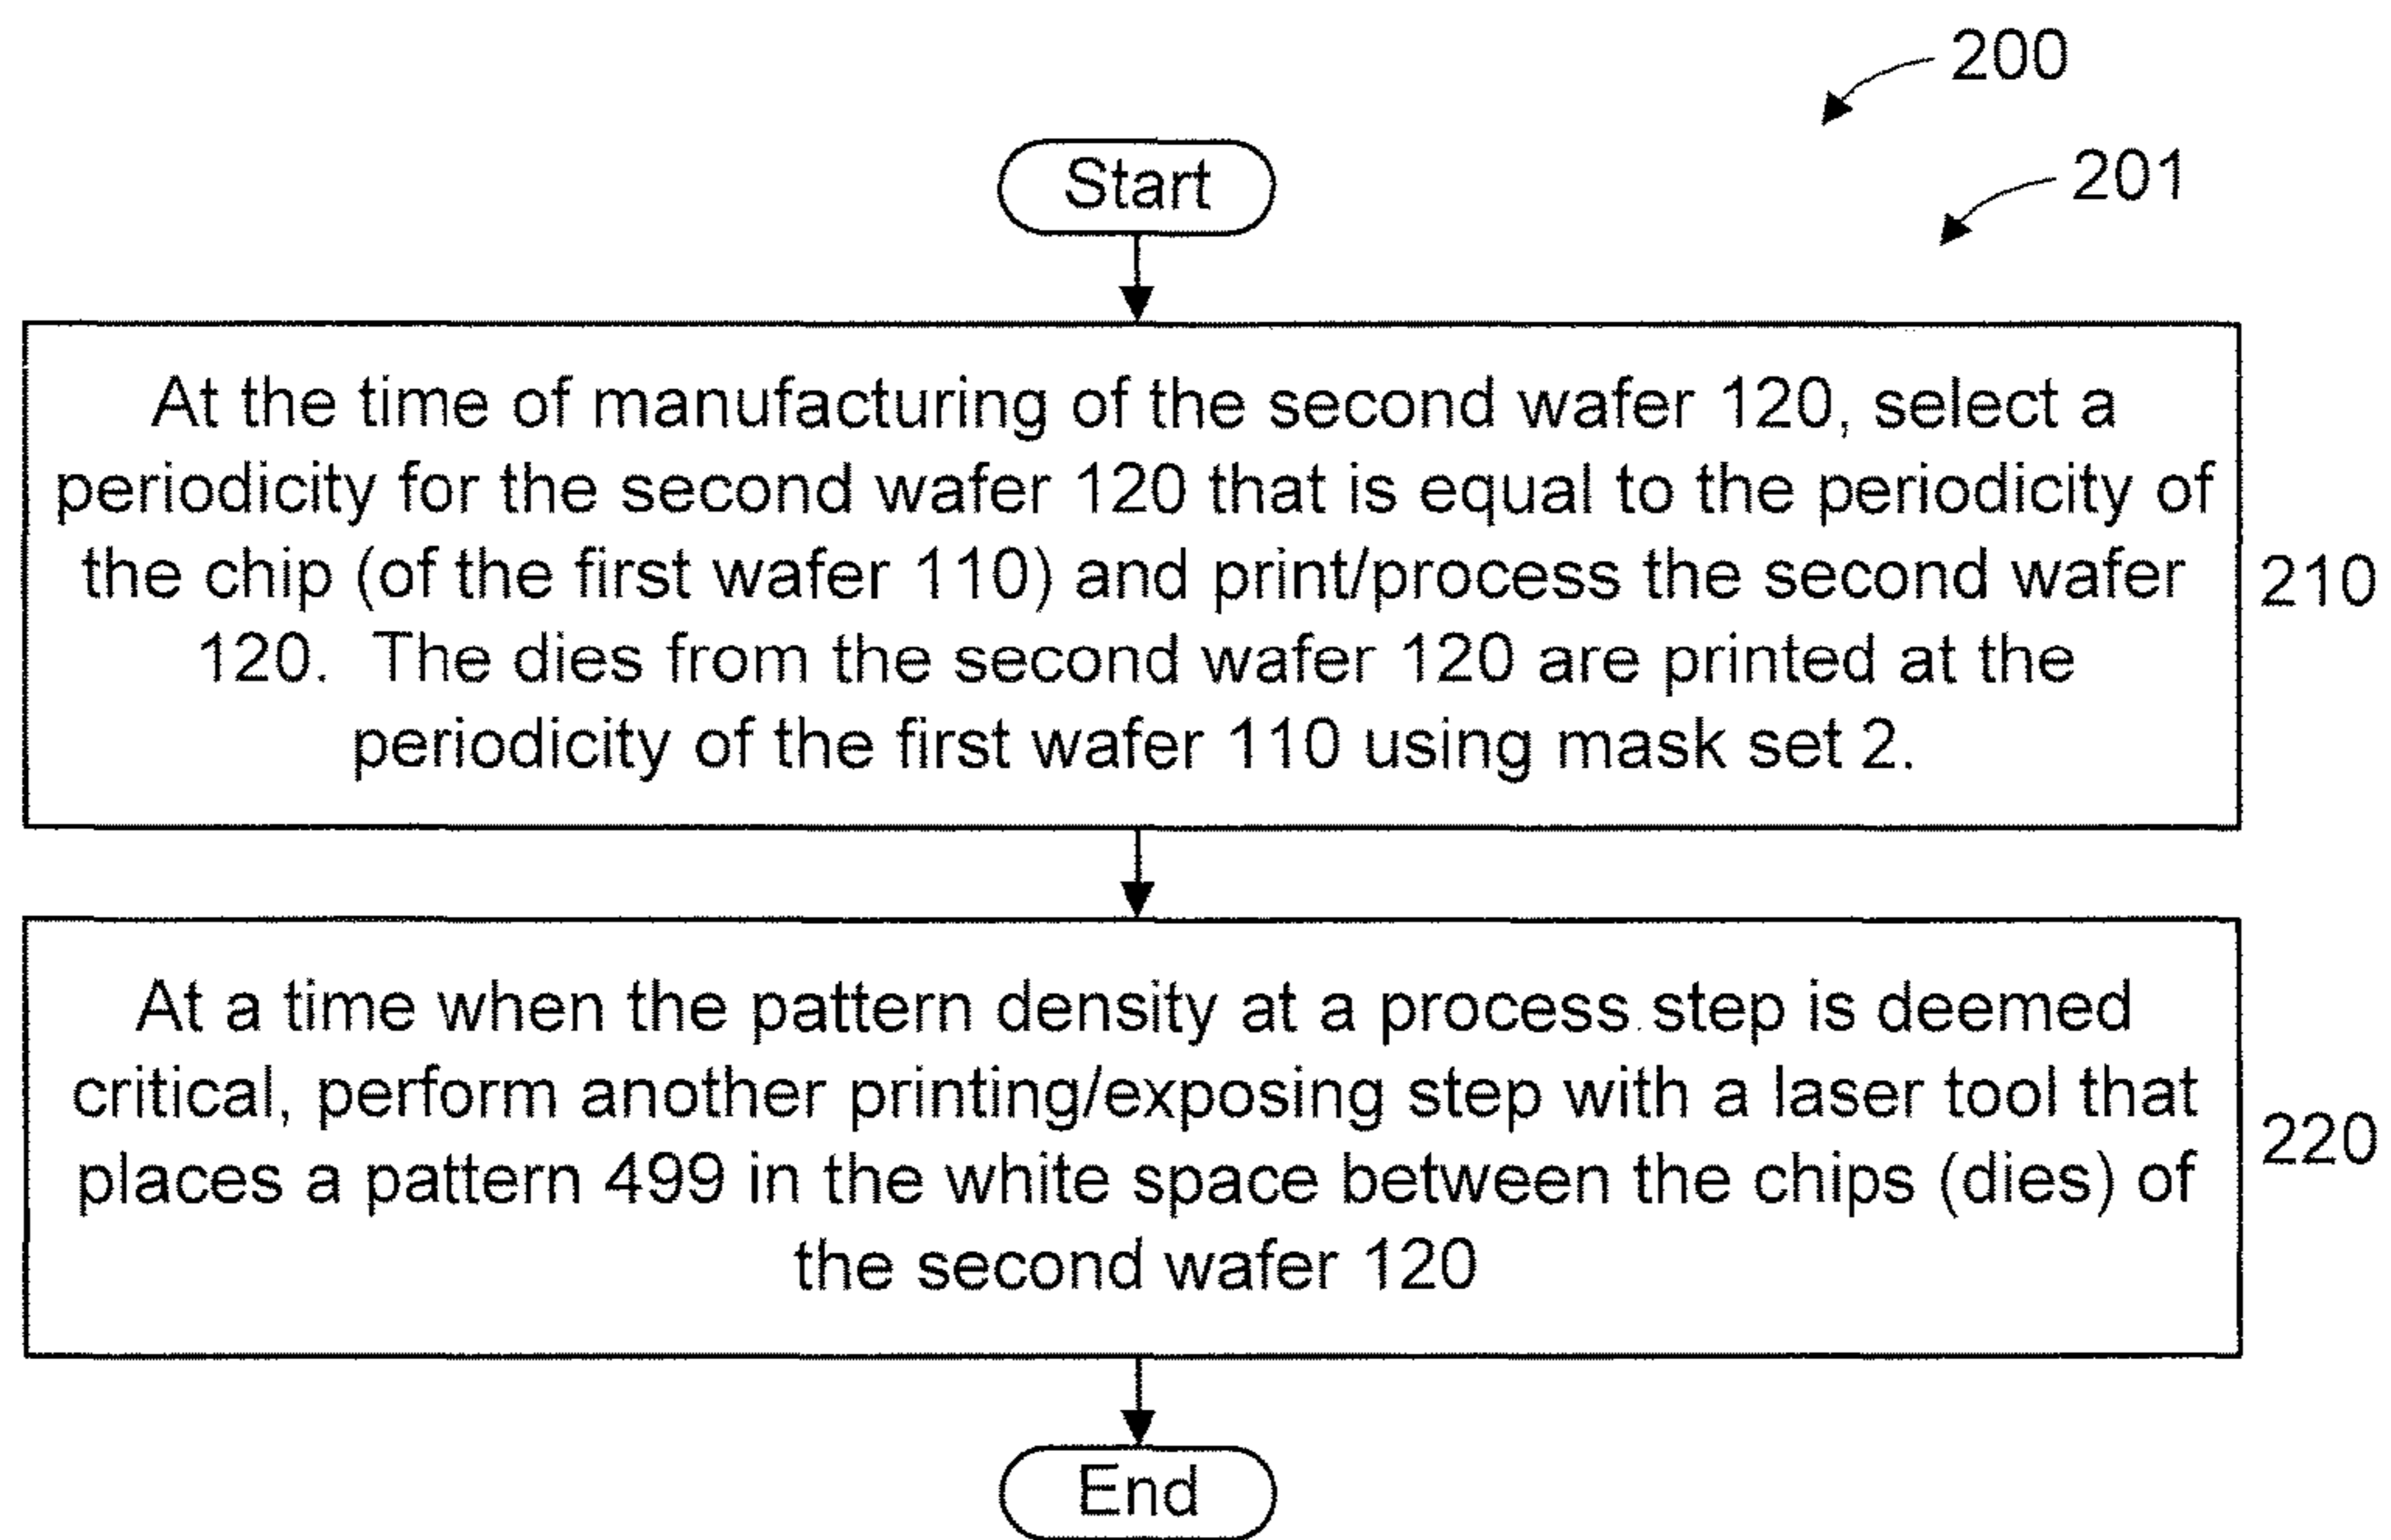 200
201
Start
At the time of manufacturing of the second wafer 120, select a
periodicity for the second wafer 120 that is equal to the periodicity of
the chip (of the first wafer 110) and print/process the second wafer
120. The dies from the second wafer 120 are printed at the
periodicity of the first wafer 110 using mask set 2.
210
At a time when the pattern density at a process step is deemed
critical, perform another printing/exposing step with a laser tool that
places a pattern 499 in the white space between the chips (dies) of
the second wafer 120
220
End